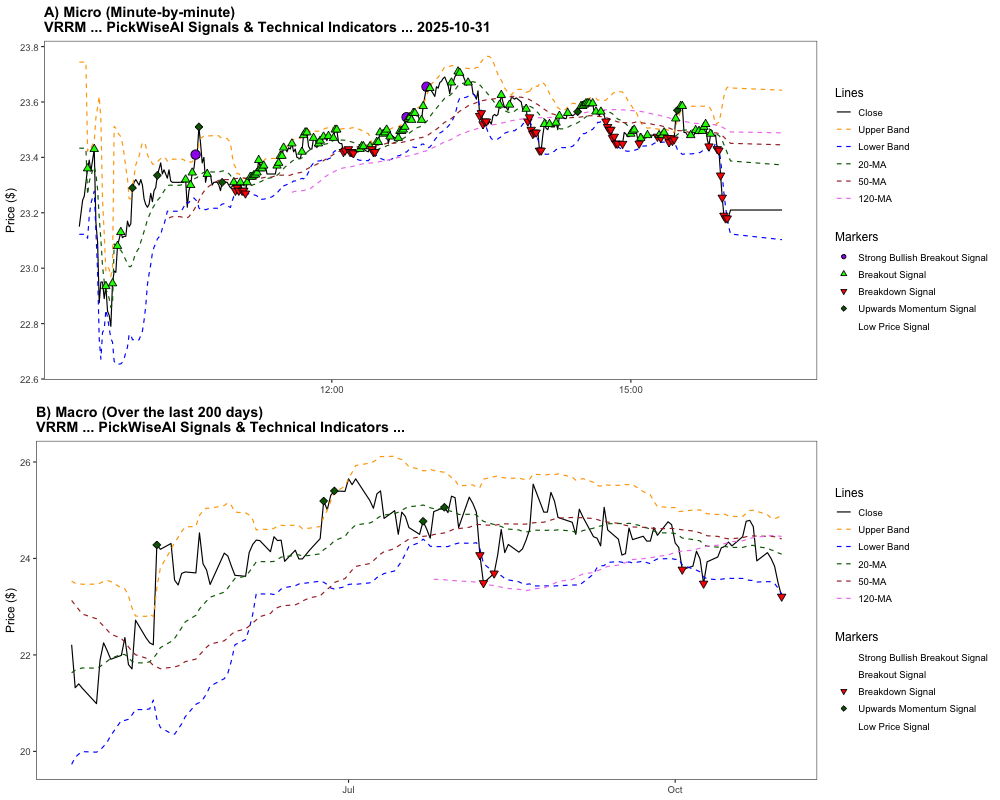 A) Micro (Minute-by-minute)
VRRM ... PickWiseAI Signals & Technical Indicators ... 2025-10-31
23.8
23.6
23.4
23.2
23.0
22.8
22.6
Price ($)
12:00
15:00
Lines
Close
Upper Band
Lower Band
20-MA
50-MA
120-MA
Markers
Strong Bullish Breakout Signal
Breakout Signal
Breakdown Signal
Upwards Momentum Signal
Low Price Signal
B) Macro (Over the last 200 days)
VRRM ... PickWiseAI Signals & Technical Indicators ...
26
24
22
20
Price ($)
Jul
Oct
Lines
Close
Upper Band
Lower Band
20-MA
50-MA
120-MA
Markers
Strong Bullish Breakout Signal
Breakout Signal
Breakdown Signal
Upwards Momentum Signal
Low Price Signal